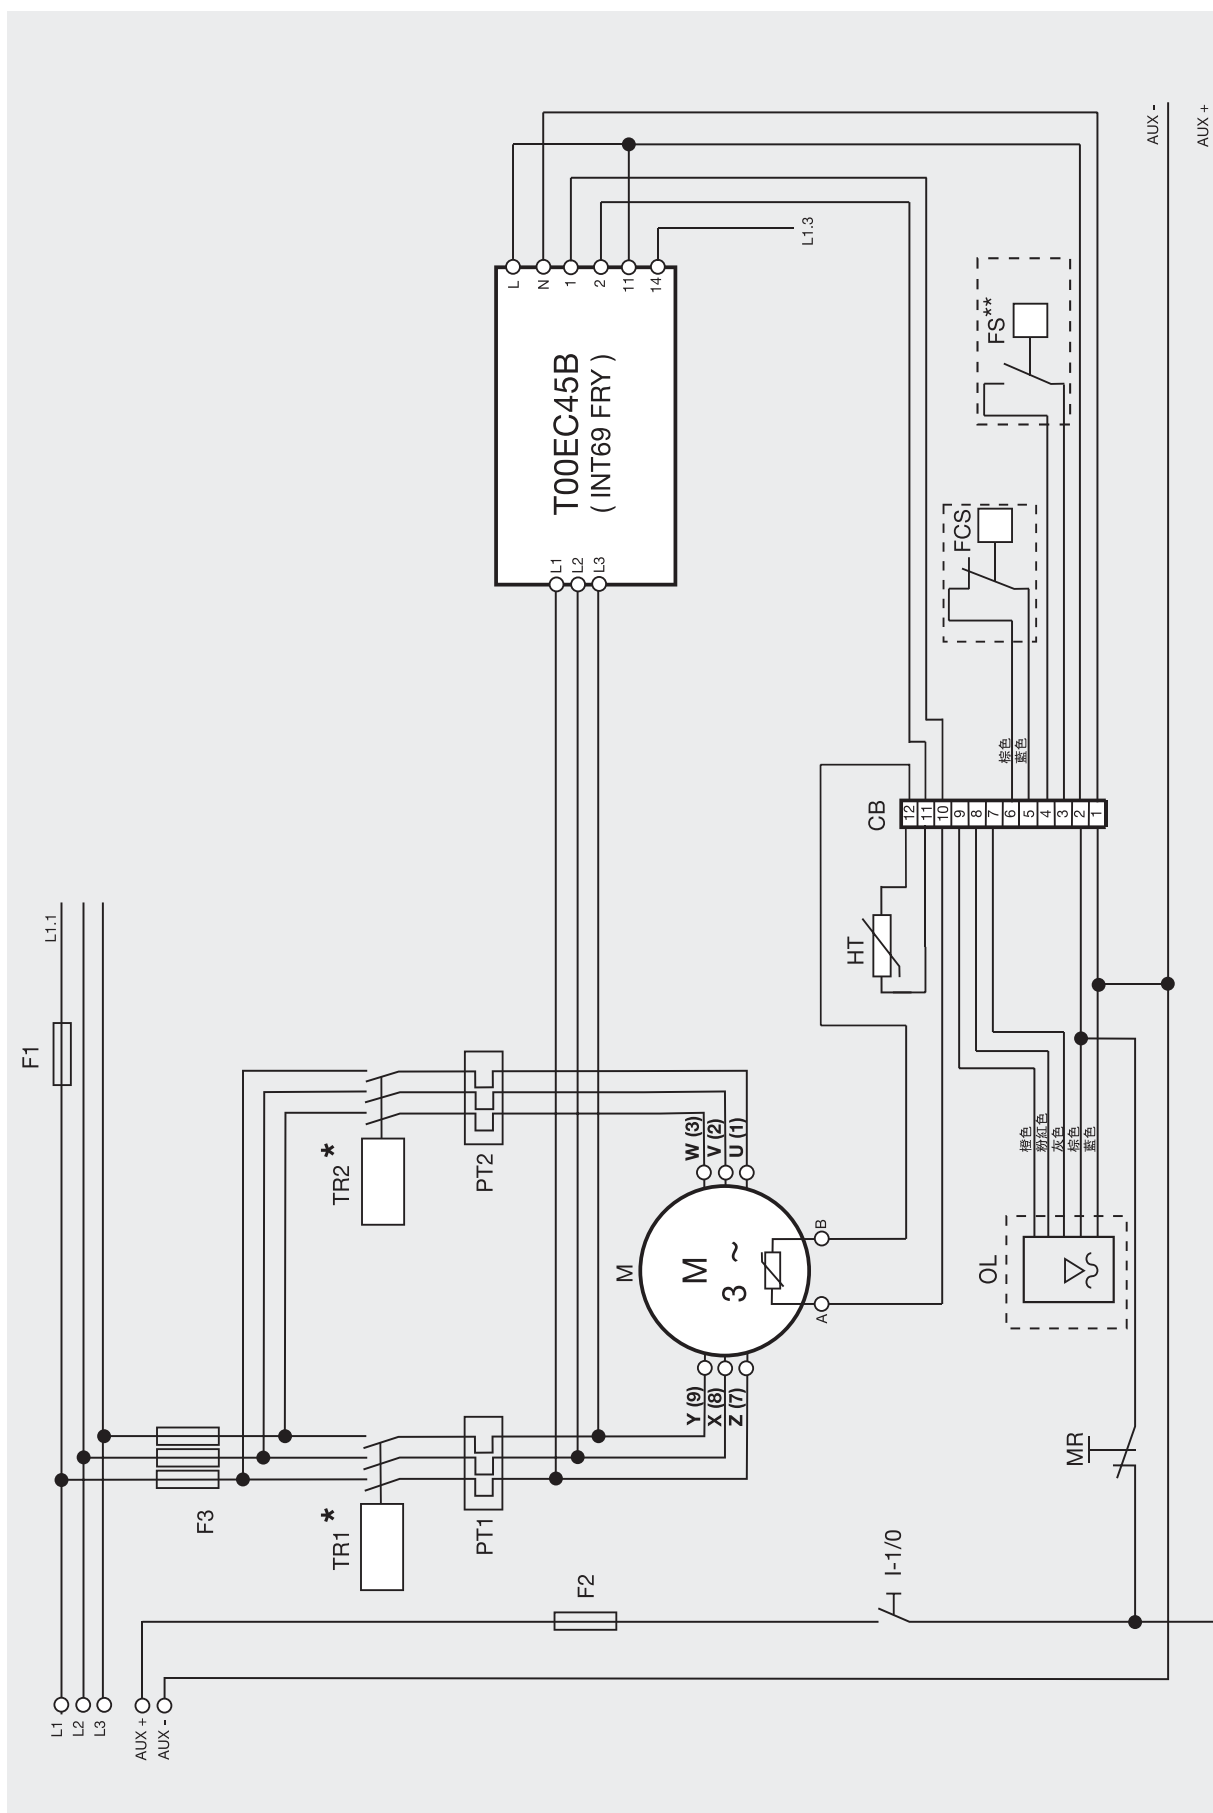 F1
L1.1
L1
L2
L3
AUX +
AUX -
F3
TR1 *
TR2 *
PT1
PT2
L1
L2
L3
T00EC45B
( INT69 FRY )
L
N
1
2
11
14
L1.3
F2
M
M
3 ~
Y (9)
X (8)
Z (7)
W (3)
V (2)
U (1)
A
B
HT
CB
12
11
10
9
8
7
6
5
4
3
2
1
I-1/0
FCS
FS**
棕色
藍色
OL
橙色
粉紅色
灰色
棕色
藍色
MR
AUX -
AUX +